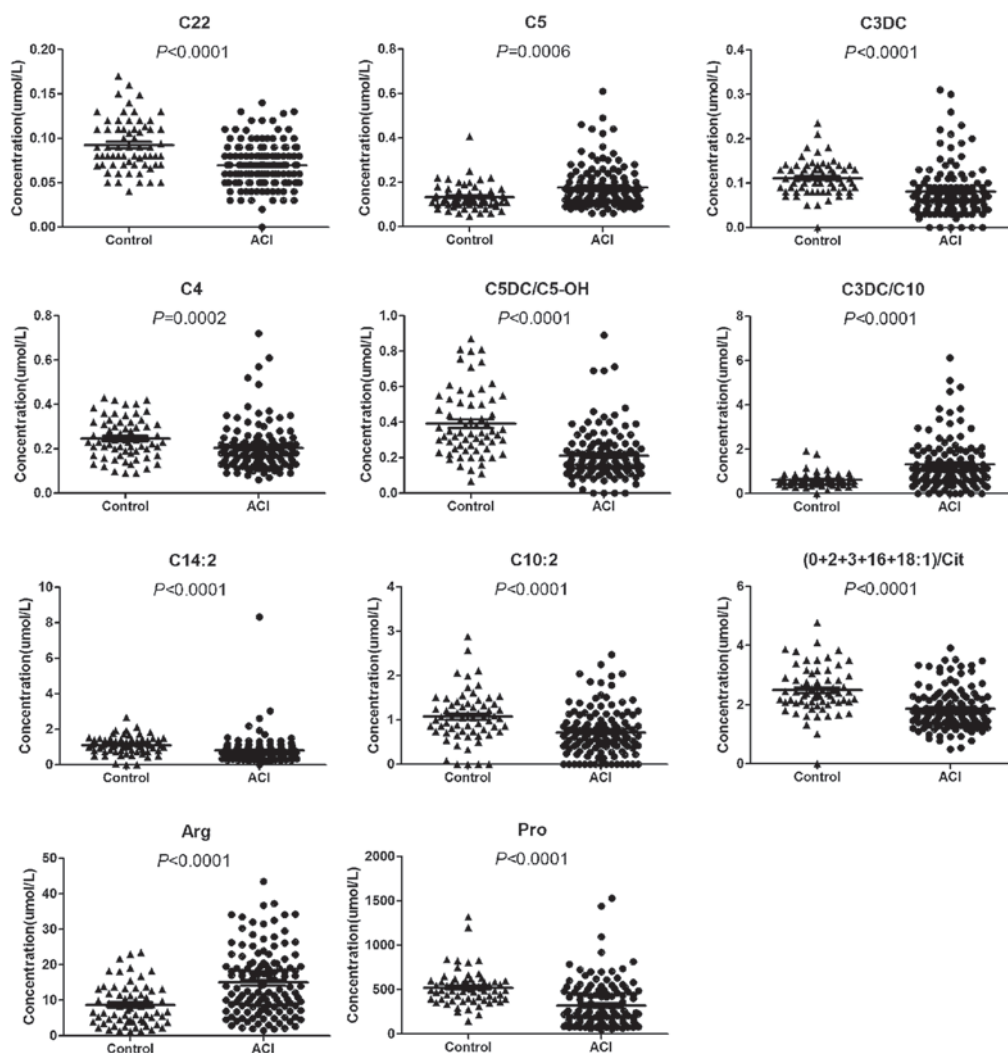 C22
P<0.0001
Concentration(umol/L)
0.20
0.15
0.10
0.05
0.00
Control
ACI
C5
P=0.0006
Concentration(umol/L)
0.8
0.6
0.4
0.2
0.0
Control
ACI
C3DC
P<0.0001
Concentration(umol/L)
0.4
0.3
0.2
0.1
0.0
Control
ACI
C4
P=0.0002
Concentration(umol/L)
0.8
0.6
0.4
0.2
0.0
Control
ACI
C5DC/C5-OH
P<0.0001
Concentration(umol/L)
1.0
0.8
0.6
0.4
0.2
0.0
Control
ACI
C3DC/C10
P<0.0001
Concentration(umol/L)
8
6
4
2
0
Control
ACI
C14:2
P<0.0001
Concentration(umol/L)
10
8
6
4
2
0
Control
ACI
C10:2
P<0.0001
Concentration(umol/L)
4
3
2
1
0
Control
ACI
(0+2+3+16+18:1)/Cit
P<0.0001
Concentration(umol/L)
6
4
2
0
Control
ACI
Arg
P<0.0001
Concentration(umol/L)
50
40
30
20
10
0
Control
ACI
Pro
P<0.0001
Concentration(umol/L)
2000
1500
1000
500
0
Control
ACI